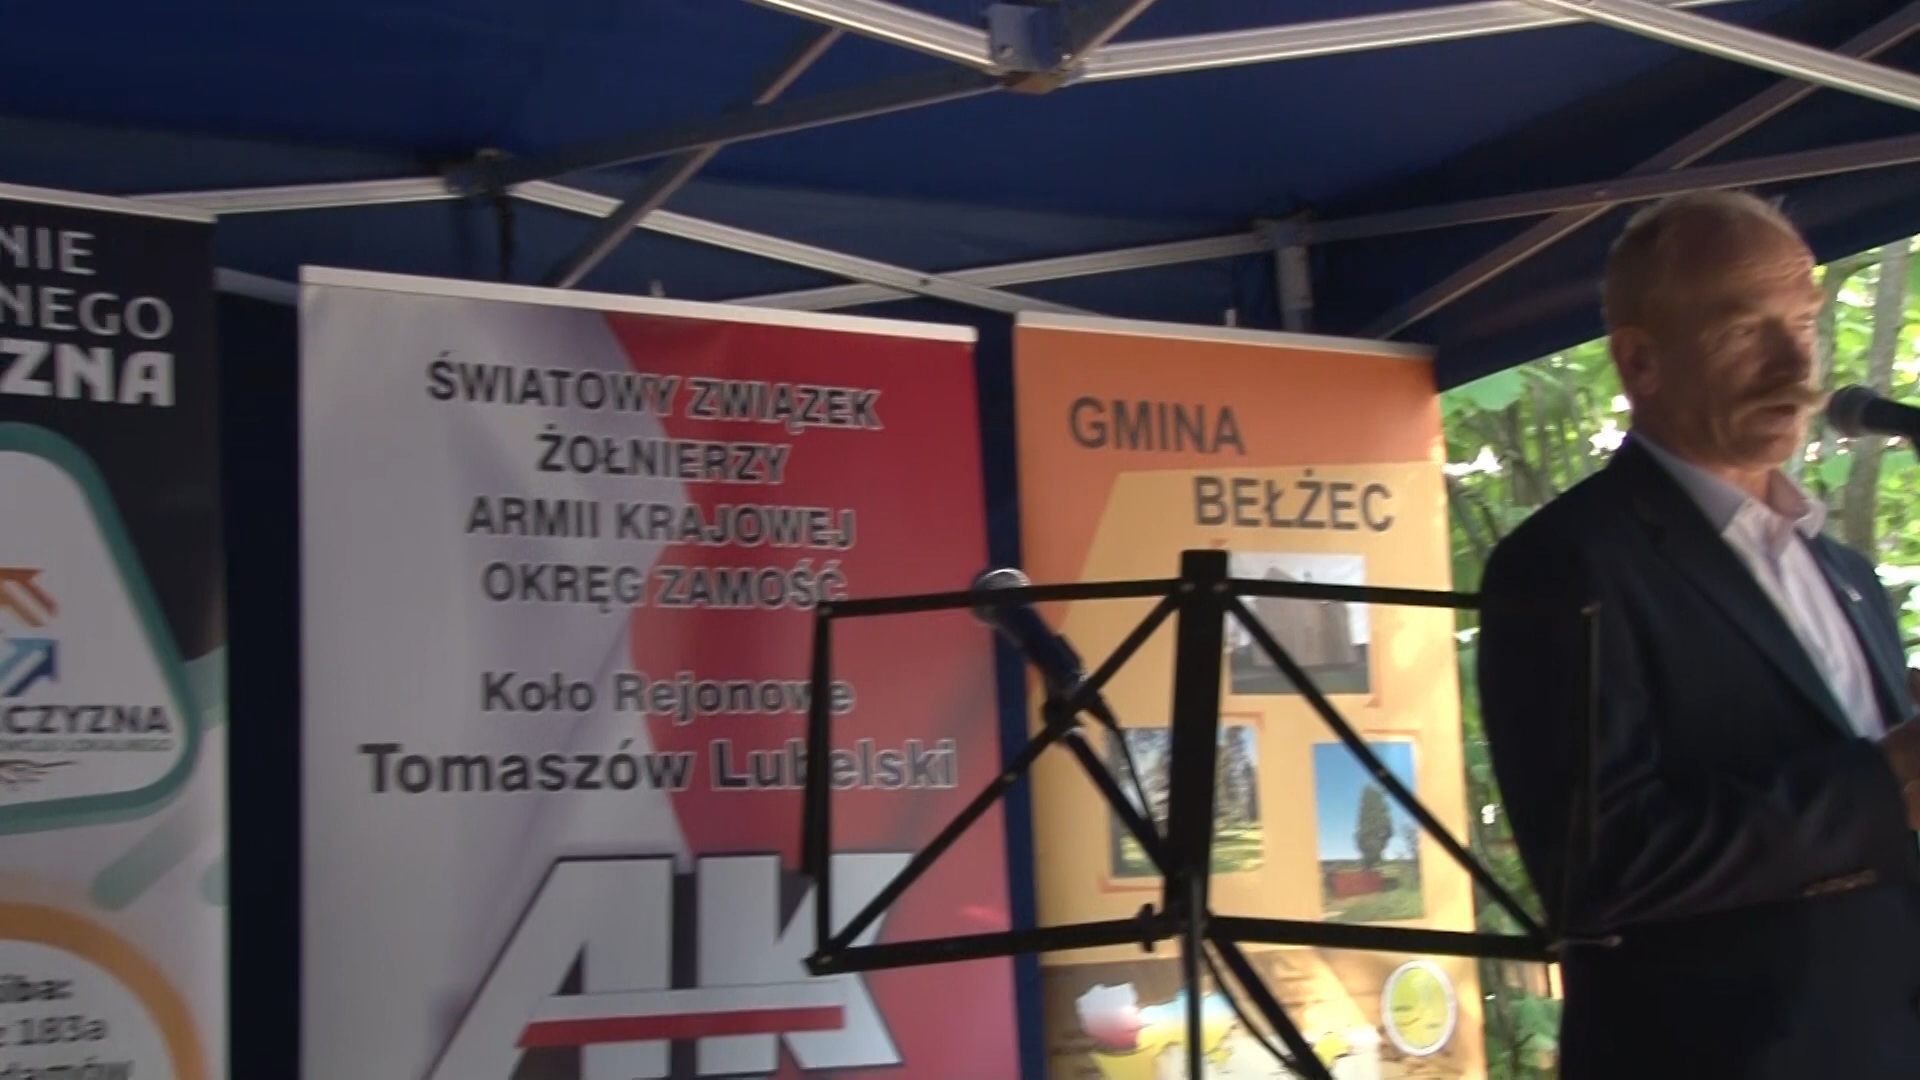 NIE
NEGO
ZNA
CZYZNA
183a
ŚWIATOWY ZWIĄZEK
ŻOŁNIERZY
ARMII KRAJOWEJ
OKRĘG ZAMOŚĆ
Koło Rejonowe
Tomaszów Lubelski
AK
GMINA
BEŁŻEC